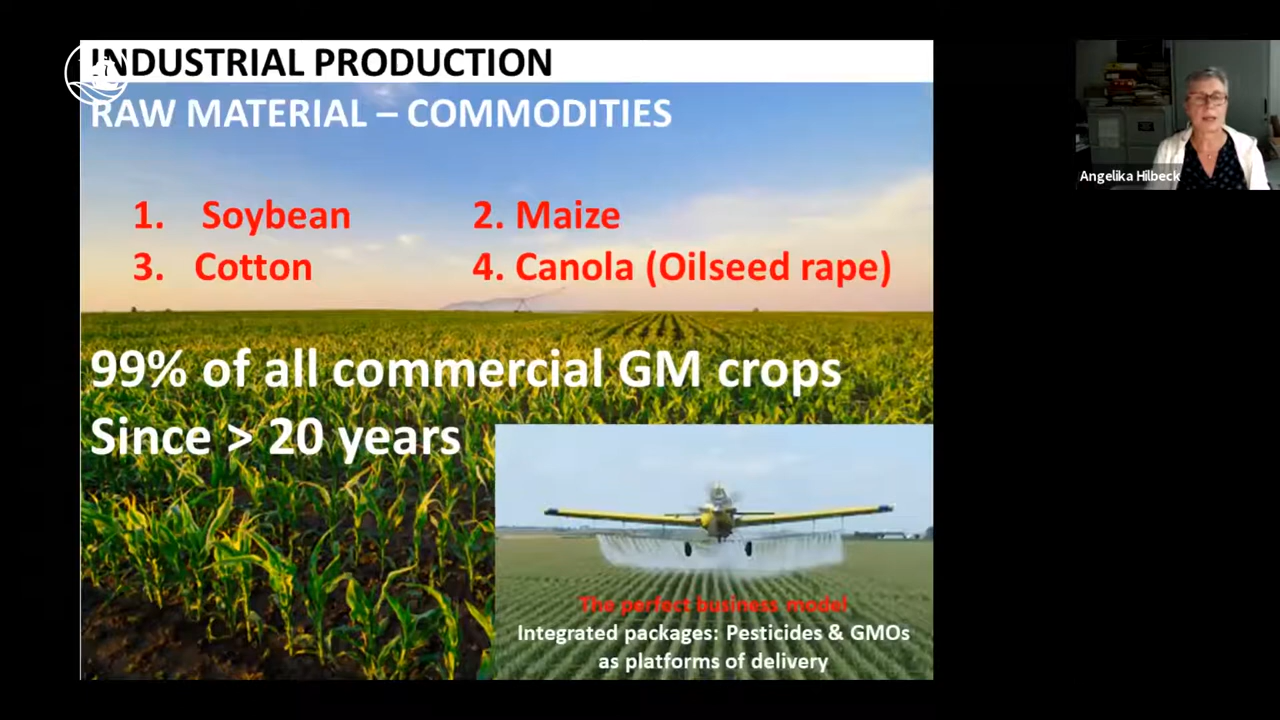 INDUSTRIAL PRODUCTION
RAW MATERIAL – COMMODITIES
1. Soybean
2. Maize
3. Cotton
4. Canola (Oilseed rape)
99% of all commercial GM crops
Since > 20 years
The perfect business model
Integrated packages: Pesticides & GMOs
as platforms of delivery
Angelika Hilbeck